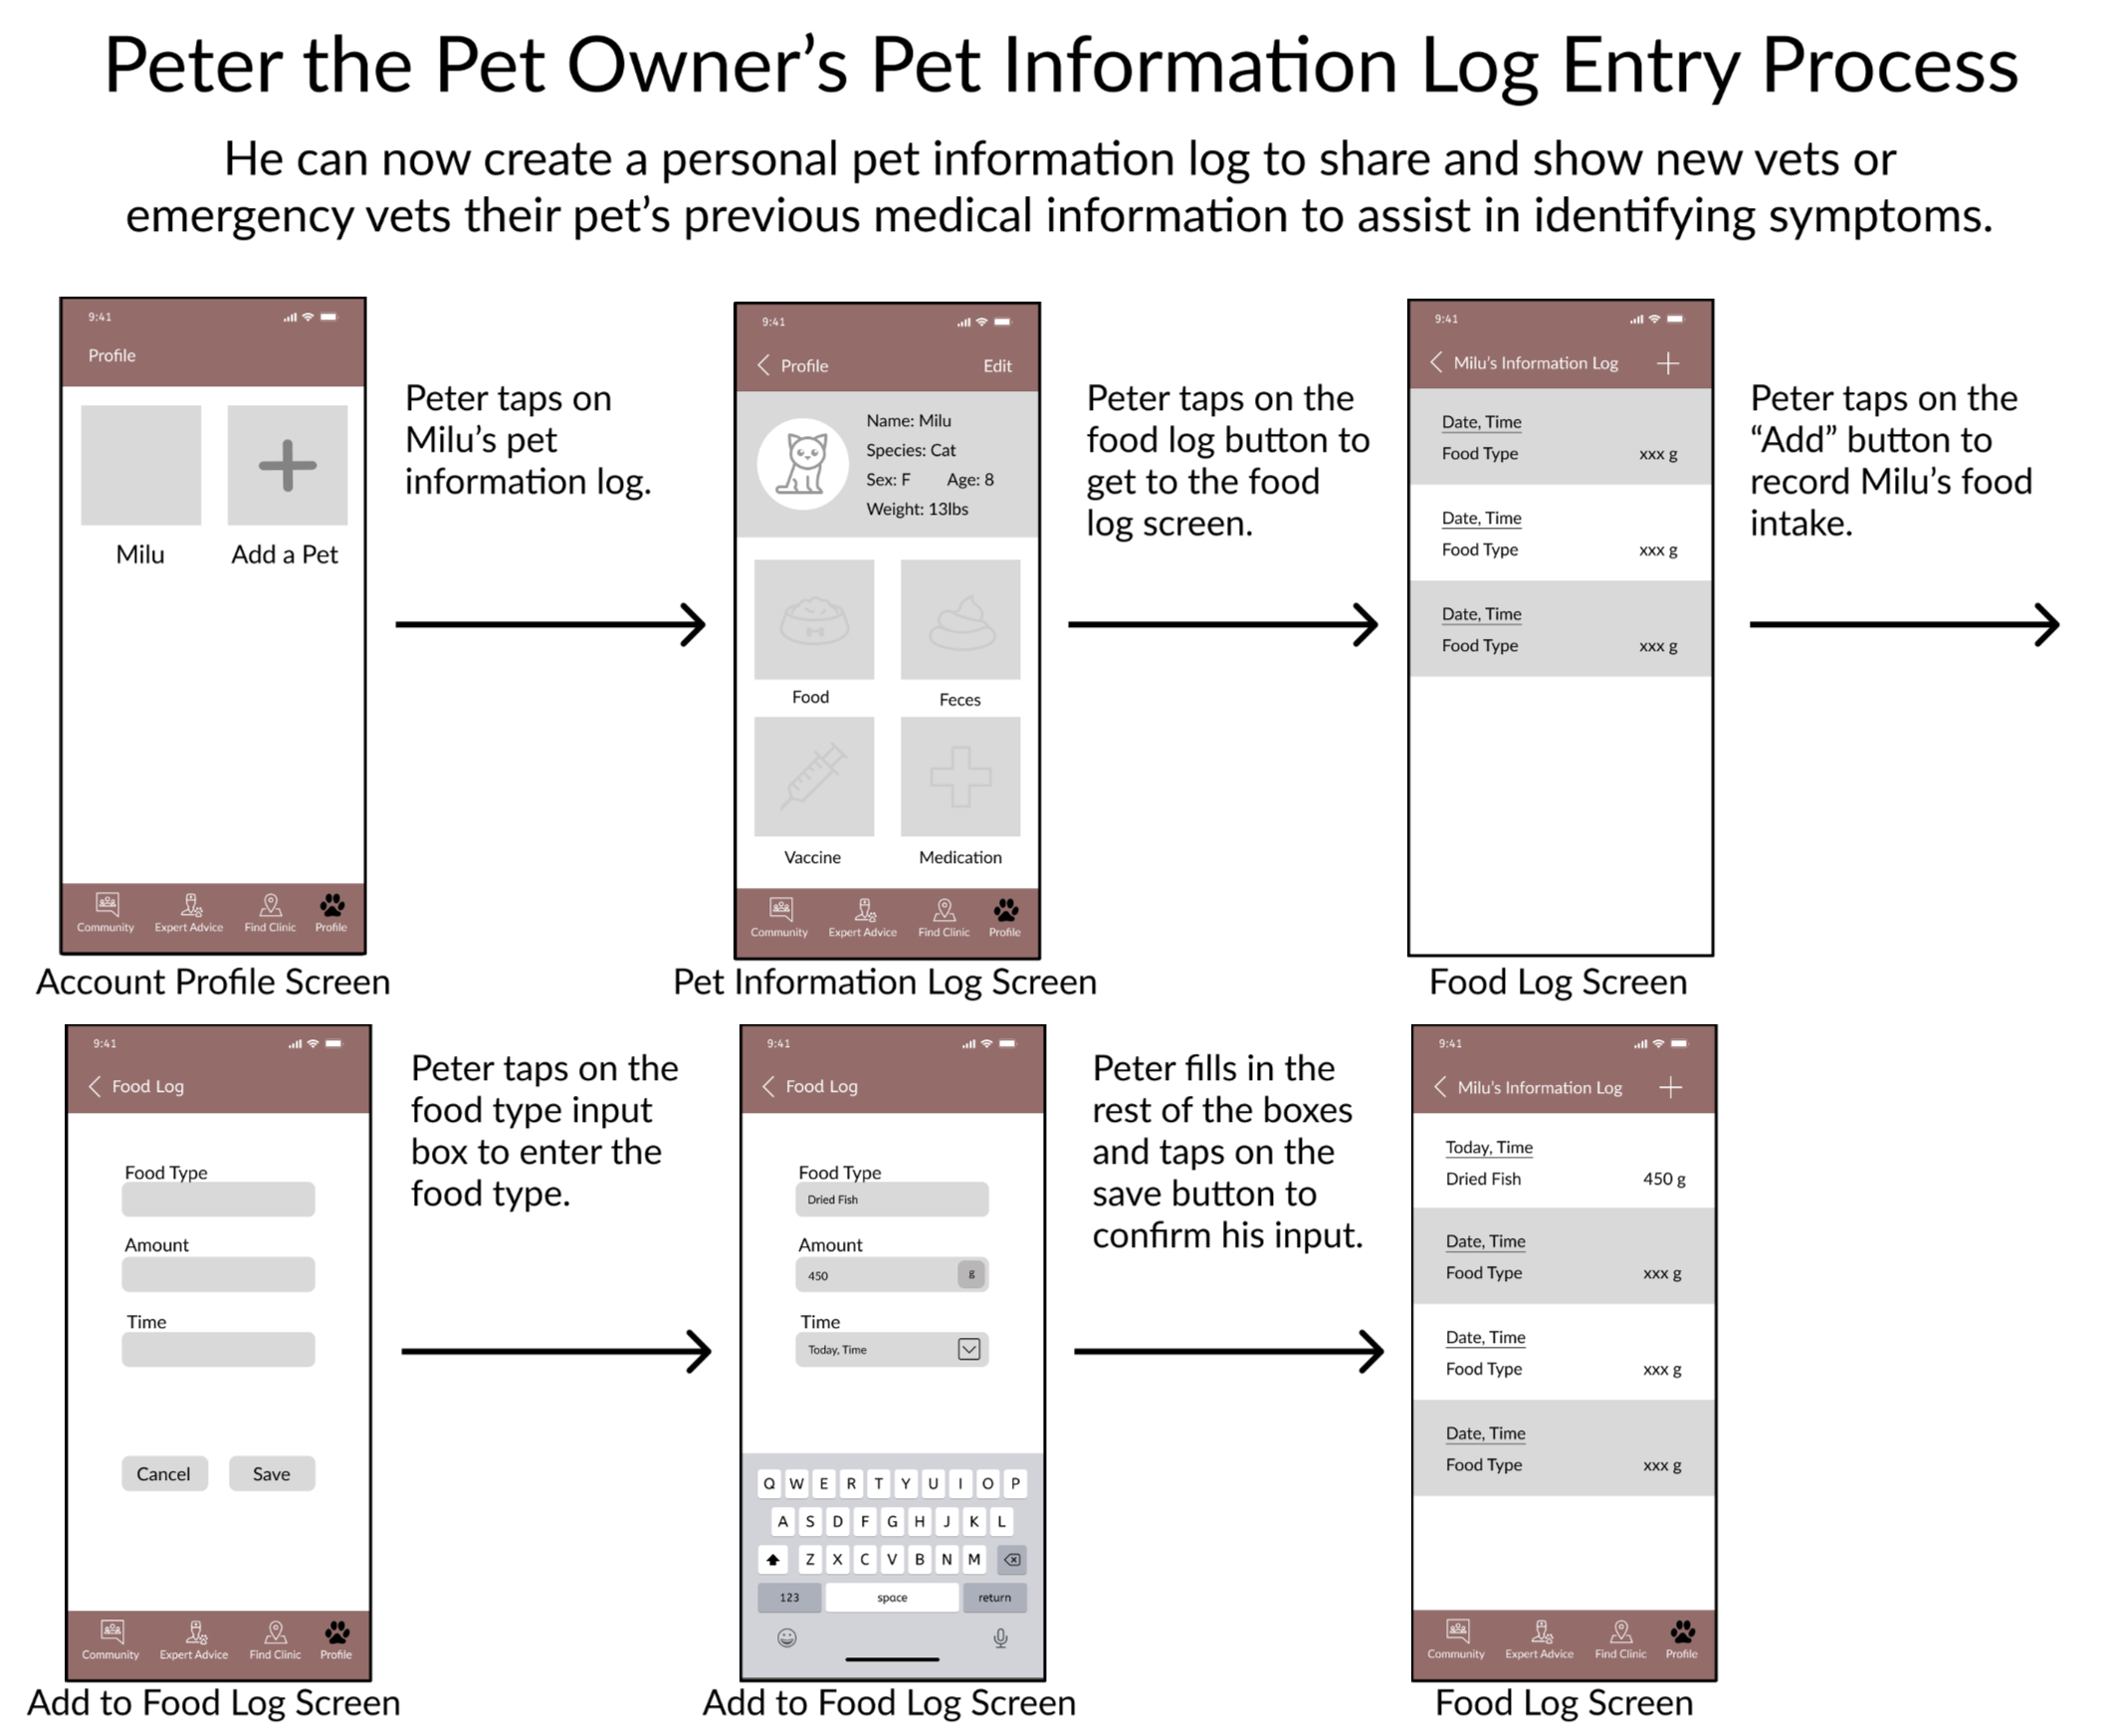 Peter the Pet Owner’s Pet Information Log Entry Process
He can now create a personal pet information log to share and show new vets or
emergency vets their pet’s previous medical information to assist in identifying symptoms.
9:41
Profile
Milu
Add a Pet
Community
Expert Advice
Find Clinic
Profile
Account Profile Screen
Peter taps on
Milu’s pet
information log.
9:41
Profile
Edit
Name: Milu
Species: Cat
Sex: F Age: 8
Weight: 13lbs
Food
Feces
Vaccine
Medication
Community
Expert Advice
Find Clinic
Profile
Pet Information Log Screen
Peter taps on the
food log button to
get to the food
log screen.
9:41
Milu’s Information Log
Date, Time
Food Type xxx g
Date, Time
Food Type xxx g
Date, Time
Food Type xxx g
Food Log Screen
Peter taps on the
“Add” button to
record Milu’s food
intake.
9:41
Food Log
Food Type
Amount
Time
Cancel
Save
Community
Expert Advice
Find Clinic
Profile
Add to Food Log Screen
Peter taps on the
food type input
box to enter the
food type.
9:41
Food Log
Food Type
Dried Fish
Amount
450 g
Time
Today, Time
Q W E R T Y U I O P
A S D F G H J K L
Z X C V B N M
123 space return
Add to Food Log Screen
Peter fills in the
rest of the boxes
and taps on the
save button to
confirm his input.
9:41
Milu’s Information Log
Today, Time
Dried Fish 450 g
Date, Time
Food Type xxx g
Date, Time
Food Type xxx g
Date, Time
Food Type xxx g
Community
Expert Advice
Find Clinic
Profile
Food Log Screen